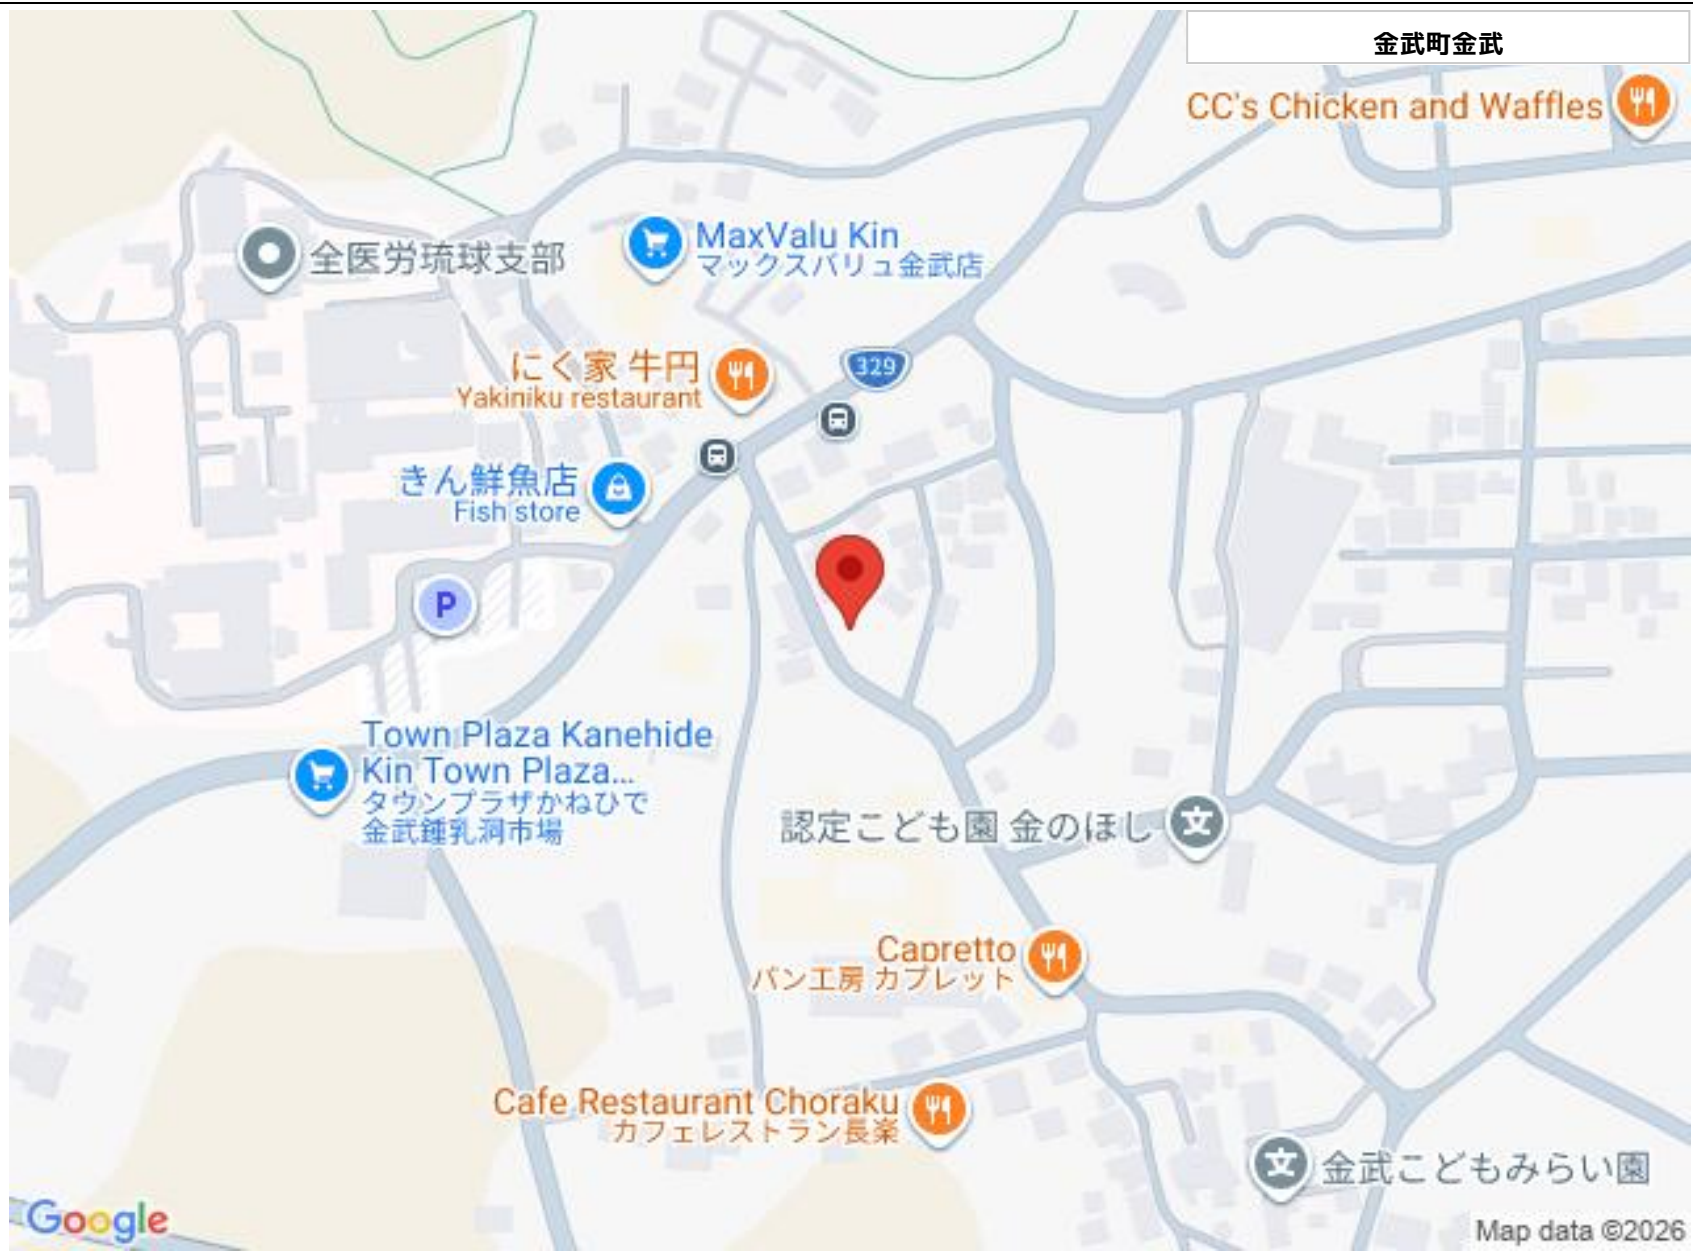 金武町金武
CC's Chicken and Waffles
MaxValu Kin
マックスバリュ金武店
全医労琉球支部
329
にく家 牛円
Yakiniku restaurant
きん鮮魚店
Fish store
P
Town Plaza Kanehide
Kin Town Plaza...
タウンプラザかねひで
金武鍾乳洞市場
認定こども園 金のほし
文
Capretto
パン工房 カプレット
Cafe Restaurant Choraku
カフェレストラン長楽
文
金武こどもみらい園
Google
Map data ©2026